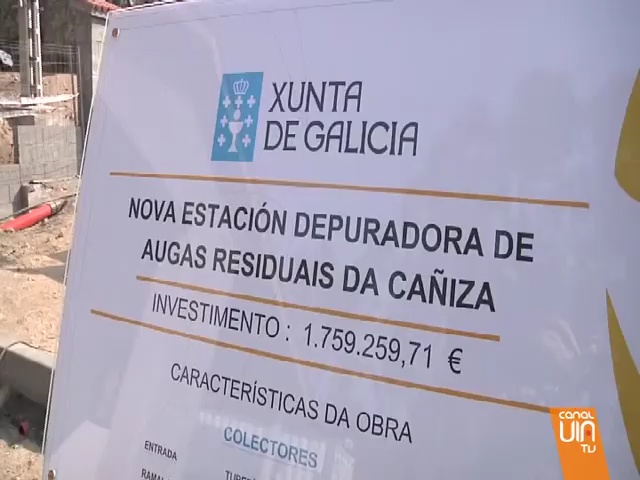 XUNTA
DE GALICIA
NOVA ESTACIÓN DEPURADORA DE
AUGAS RESIDUAIS DA CAÑIZA
INVESTIMENTO : 1.759.259,71 €
CARACTERÍSTICAS DA OBRA
COLECTORES
ENTRADA
canal
UIA
TV